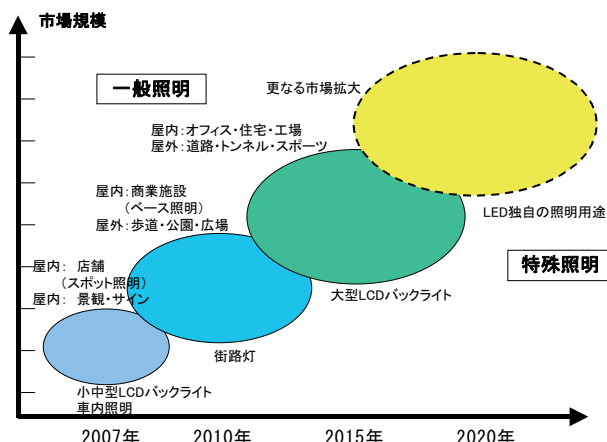 市場規模
一般照明
更なる市場拡大
屋内：オフィス・住宅・工場
屋外：道路・トンネル・スポーツ
屋内：商業施設
（ベース照明）
屋外：歩道・公園・広場
LED独自の照明用途
特殊照明
屋内： 店舗
（スポット照明）
屋内： 景観・サイン
大型LCDバックライト
街路灯
小中型LCDバックライト
車内照明
2007年 2010年 2015年 2020年